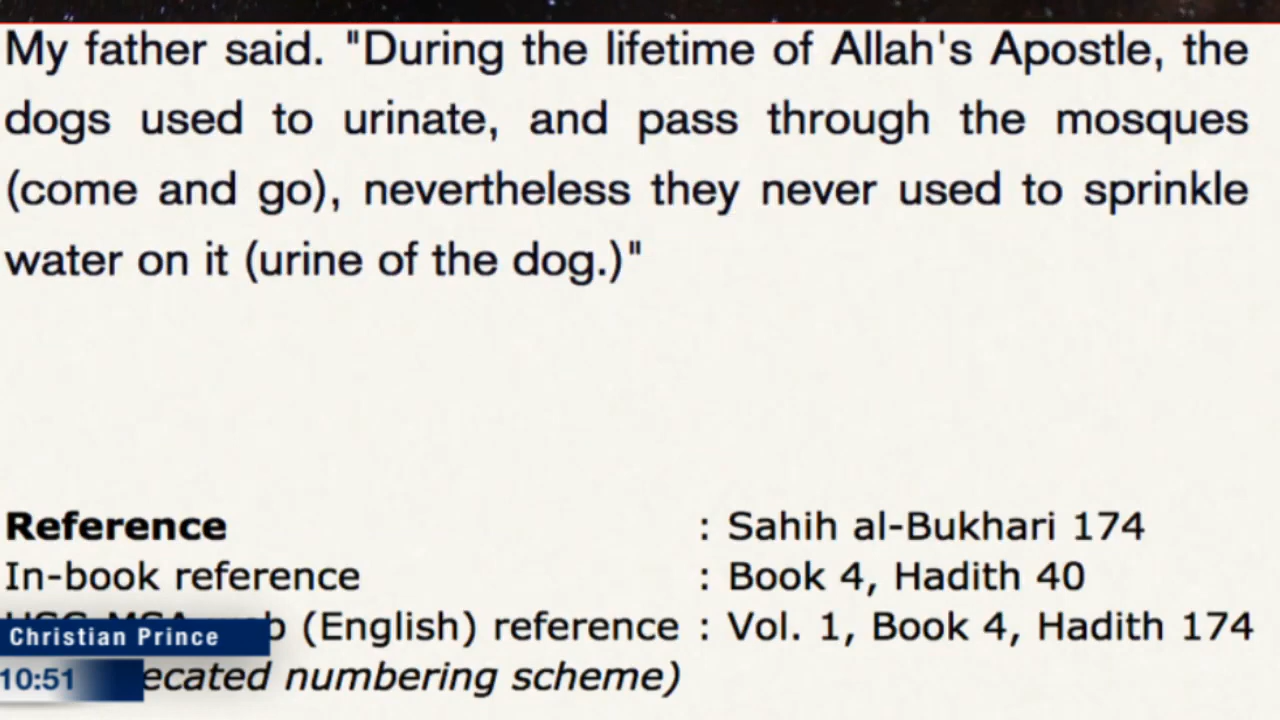 My father said. "During the lifetime of Allah's Apostle, the
dogs used to urinate, and pass through the mosques
(come and go), nevertheless they never used to sprinkle
water on it (urine of the dog.)"
Reference : Sahih al-Bukhari 174
In-book reference : Book 4, Hadith 40
(English) reference : Vol. 1, Book 4, Hadith 174
Christian Prince
10:51
numbering scheme)